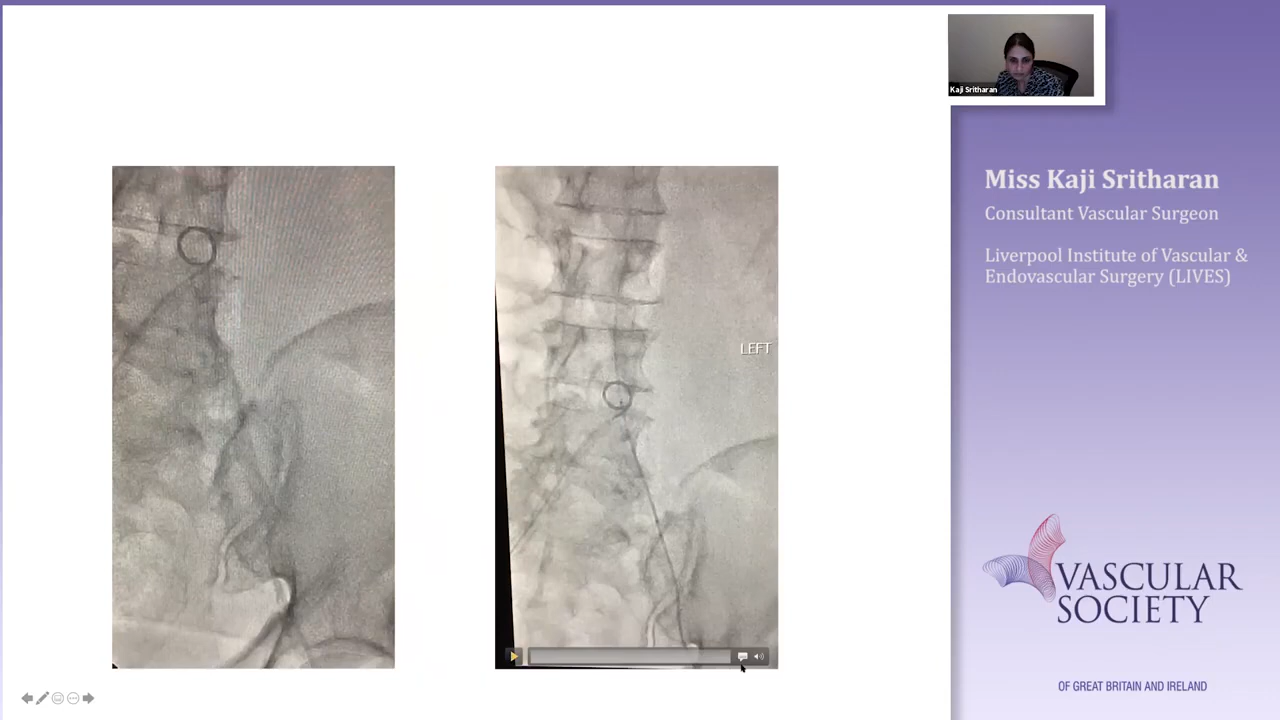 Kaji Sritharan
Miss Kaji Sritharan
Consultant Vascular Surgeon
Liverpool Institute of Vascular &
Endovascular Surgery (LIVES)
LEFT
VASCULAR
SOCIETY
OF GREAT BRITAIN AND IRELAND